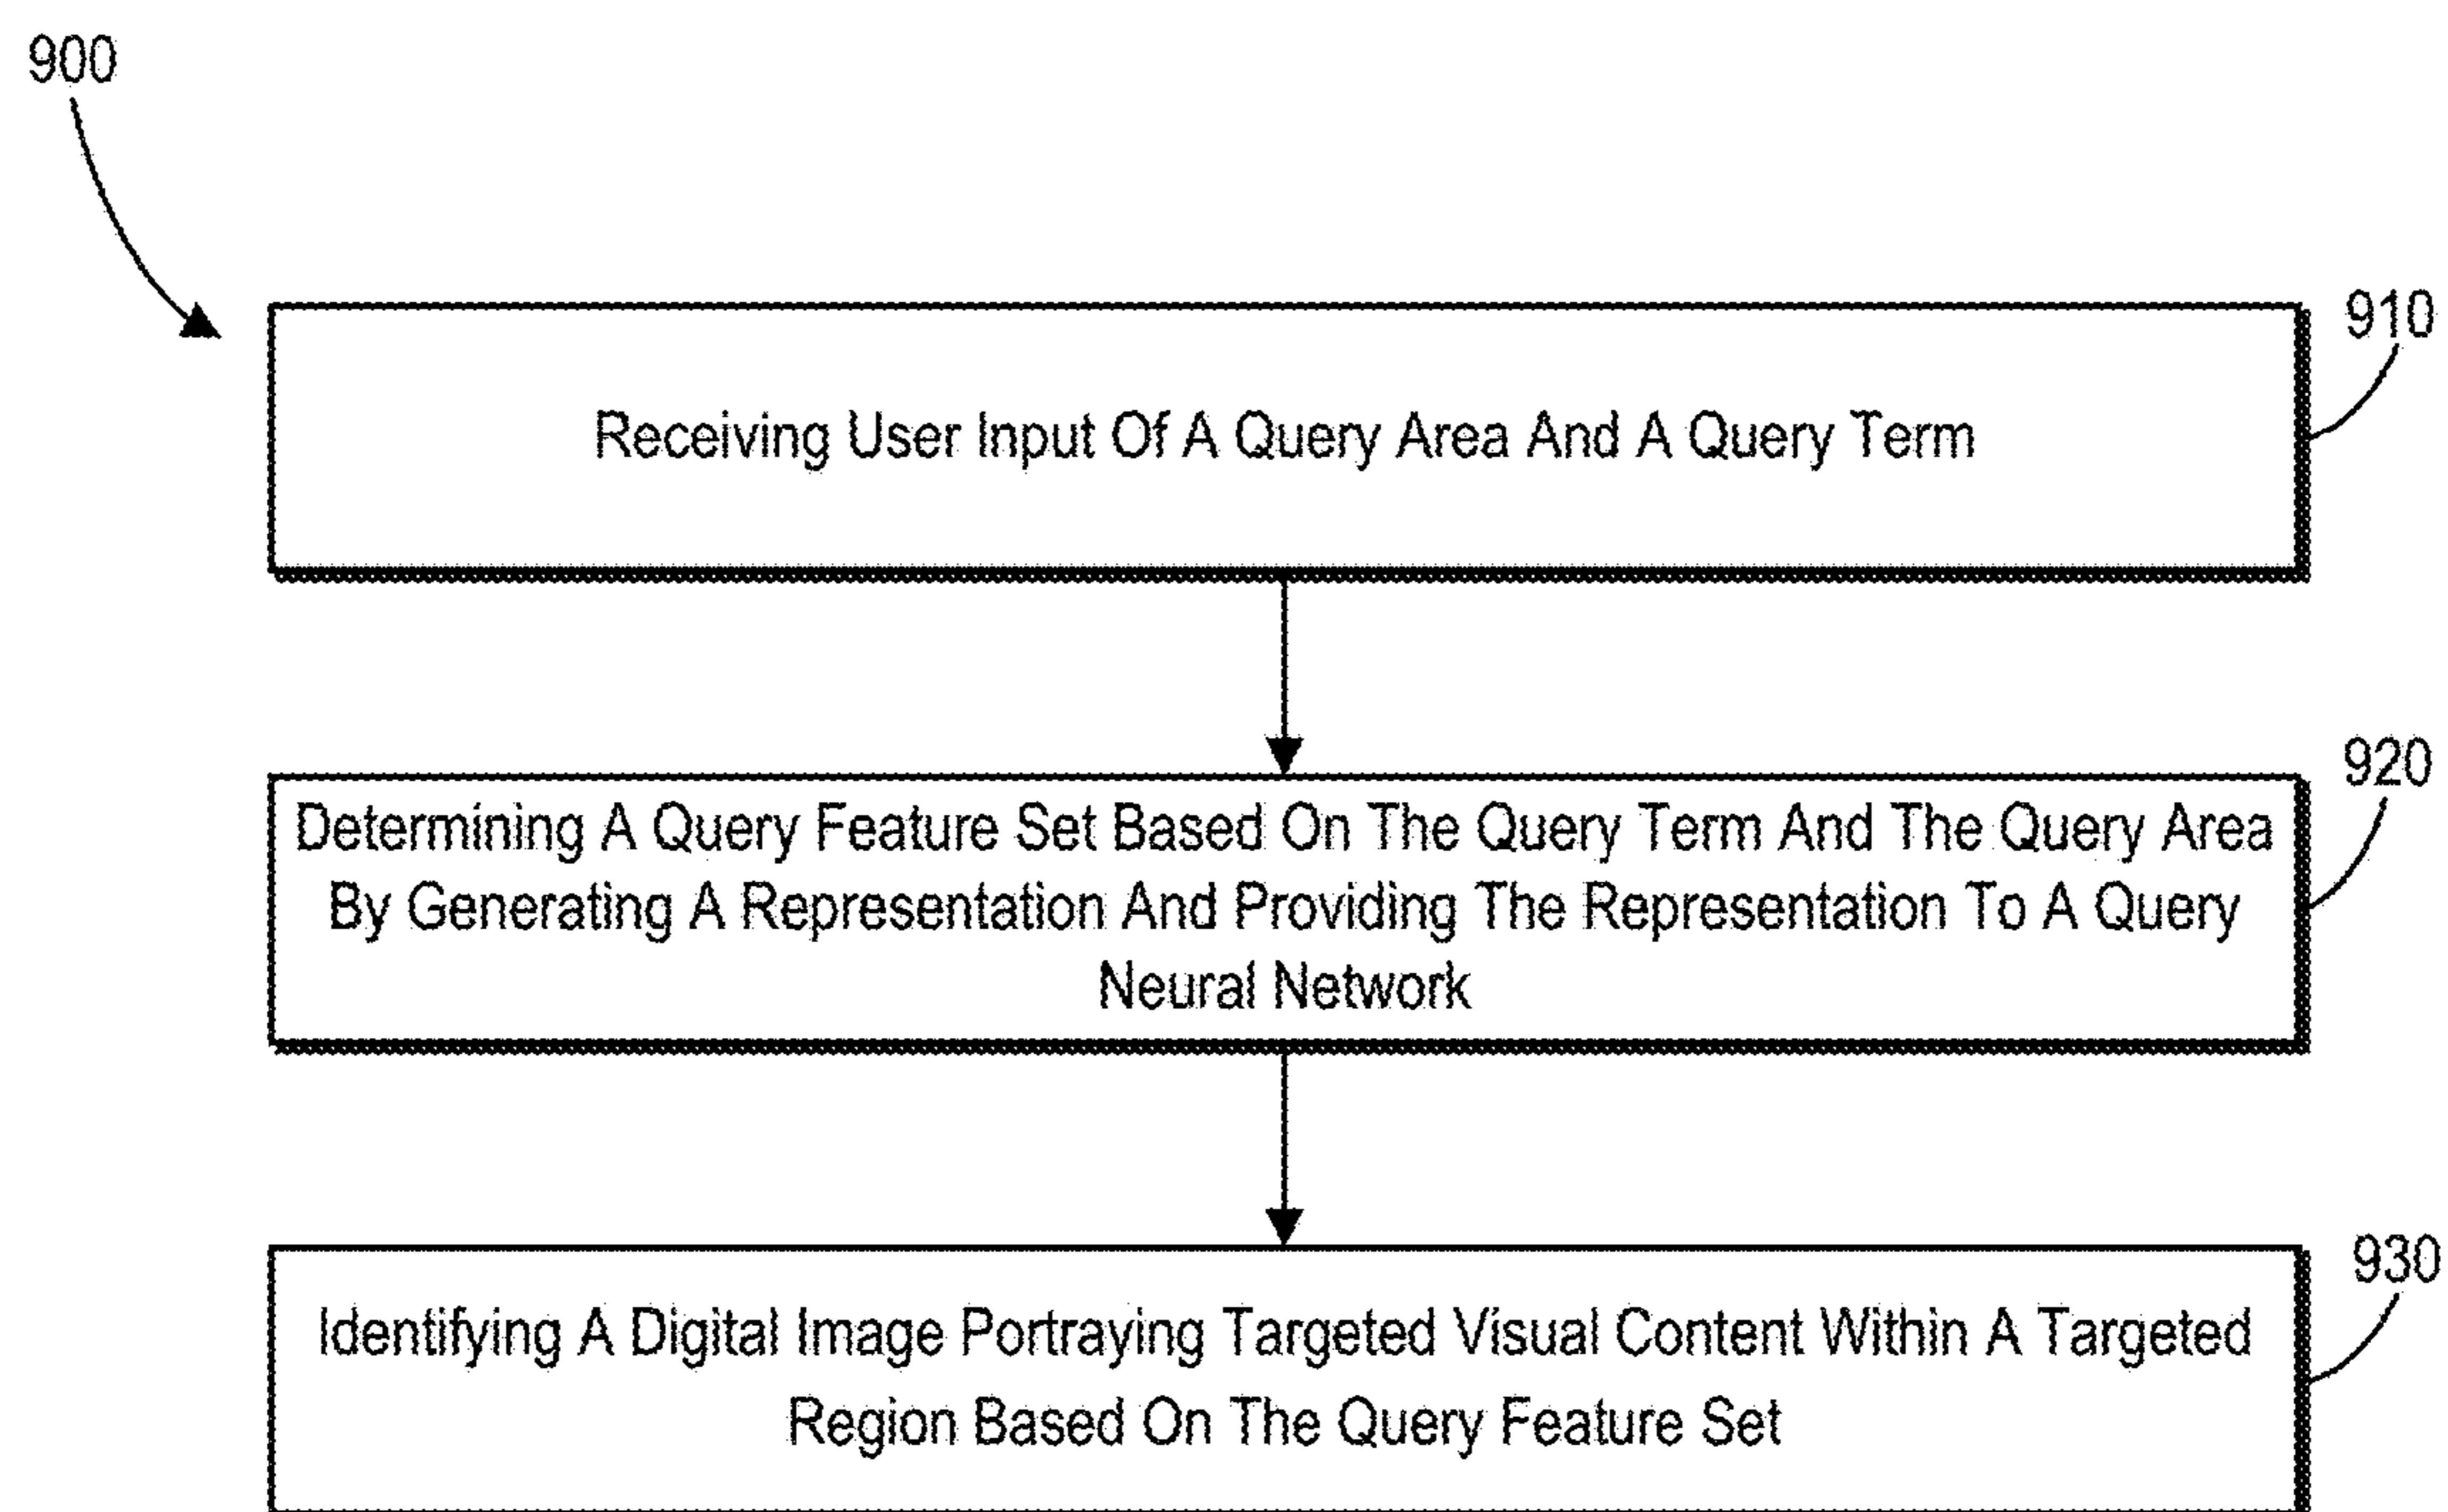 900
910
Receiving User Input Of A Query Area And A Query Term
920
Determining A Query Feature Set Based On The Query Term And The Query Area
By Generating A Representation And Providing The Representation To A Query
Neural Network
930
Identifying A Digital Image Portraying Targeted Visual Content Within A Targeted
Region Based On The Query Feature Set